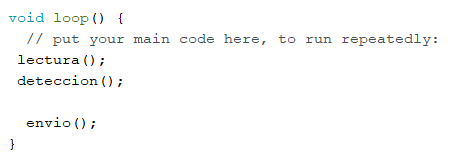 void loop() {
  // put your main code here, to run repeatedly:
 lectura();
 deteccion();

  envio();
}